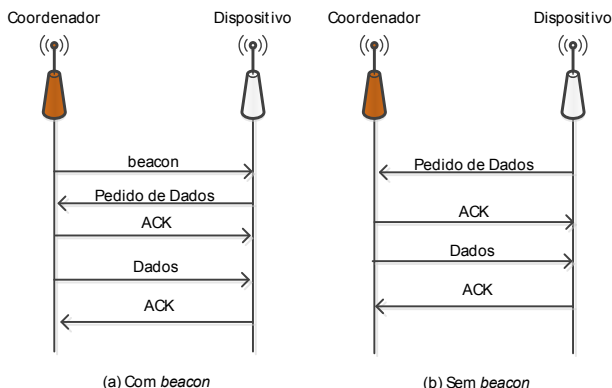 Coordenador
Dispositivo
beacon
Pedido de Dados
ACK
Dados
ACK
(a) Com beacon
Coordenador
Dispositivo
Pedido de Dados
ACK
Dados
ACK
(b) Sem beacon